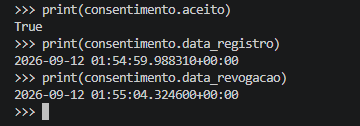 >>> print(consentimento.aceito)
True
>>> print(consentimento.data_registro)
2026-09-12 01:54:59.988310+00:00
>>> print(consentimento.data_revogacao)
2026-09-12 01:55:04.324600+00:00
>>>